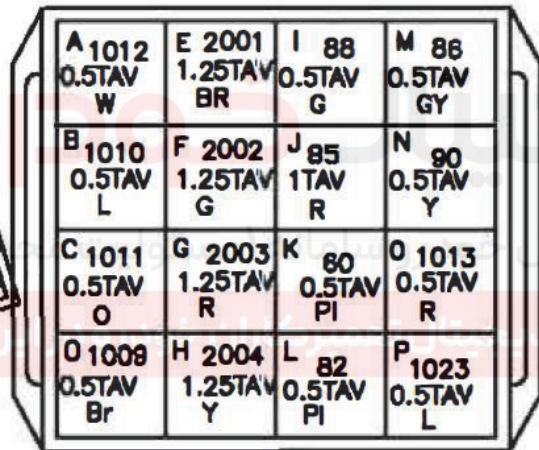 A 1012 E 2001 I 88 M 86
0.5TAV 1.25TAV 0.5TAV 0.5TAV
W BR G GY
B 1010 F 2002 J 85 N 90
0.5TAV 1.25TAV 1TAV 0.5TAV
L G R Y
C 1011 G 2003 K 60 O 1013
0.5TAV 1.25TAV 0.5TAV 0.5TAV
O R PI R
O 1009 H 2004 L 82 P 1023
0.5TAV 1.25TAV 0.5TAV 0.5TAV
Br Y PI L